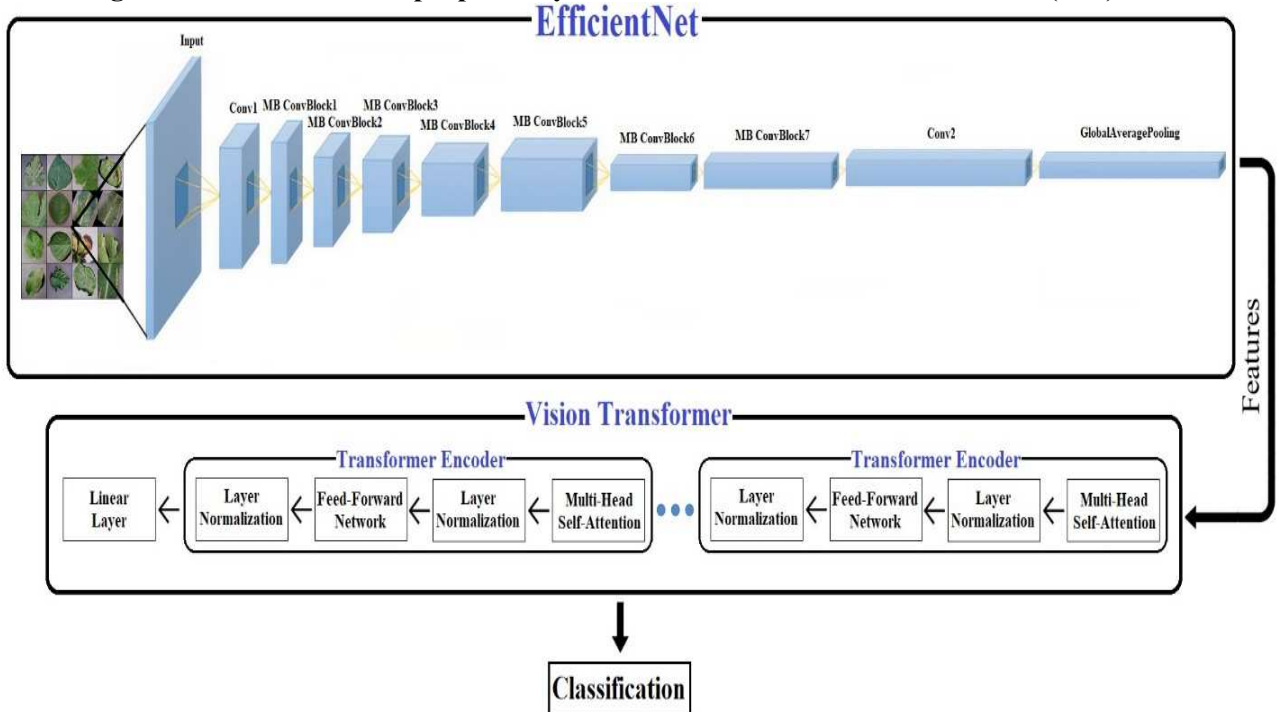 EfficientNet
Input
Conv1
MB ConvBlock1
MB ConvBlock2
MB ConvBlock3
MB ConvBlock4
MB ConvBlock5
MB ConvBlock6
MB ConvBlock7
Conv2
GlobalAveragePooling
Features
Vision Transformer
Transformer Encoder
Transformer Encoder
Linear
Layer
Layer
Normalization
Feed-Forward
Network
Layer
Normalization
Multi-Head
Self-Attention
Layer
Normalization
Feed-Forward
Network
Layer
Normalization
Multi-Head
Self-Attention
Classification